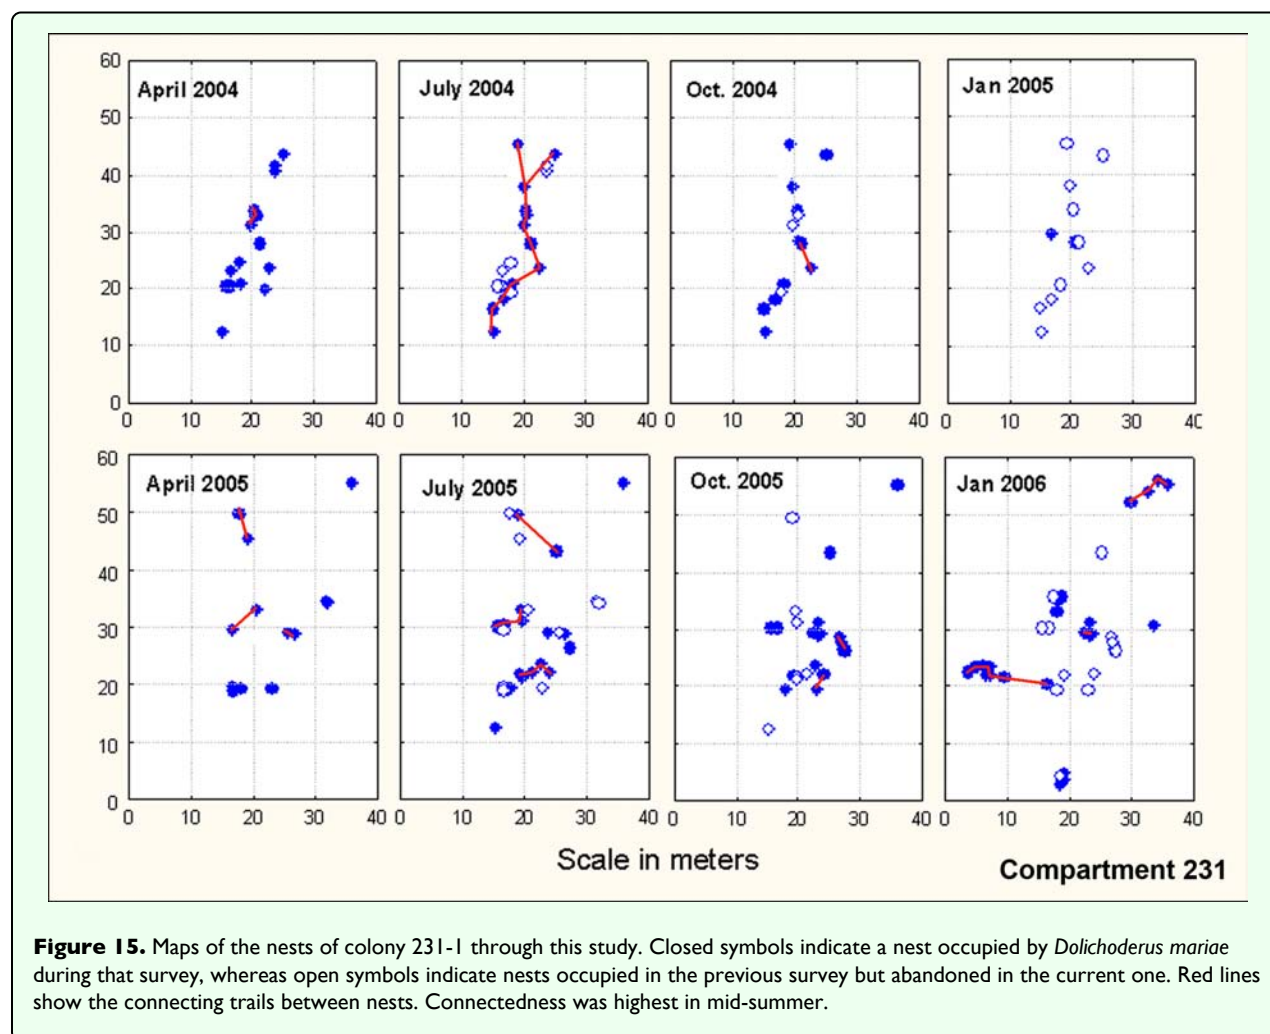 60
50
40
30
20
10
0
April 2004
July 2004
Oct. 2004
Jan 2005
0 10 20 30 40 0 10 20 30 40 0 10 20 30 40 0 10 20 30 40
60
50
40
30
20
10
0
April 2005
July 2005
Oct. 2005
Jan 2006
0 10 20 30 40 0 10 20 30 40 0 10 20 30 40 0 10 20 30 40
Scale in meters
Compartment 231
Figure 15. Maps of the nests of colony 231-1 through this study. Closed symbols indicate a nest occupied by Dolichoderus mariae
during that survey, whereas open symbols indicate nests occupied in the previous survey but abandoned in the current one. Red lines
show the connecting trails between nests. Connectedness was highest in mid-summer.